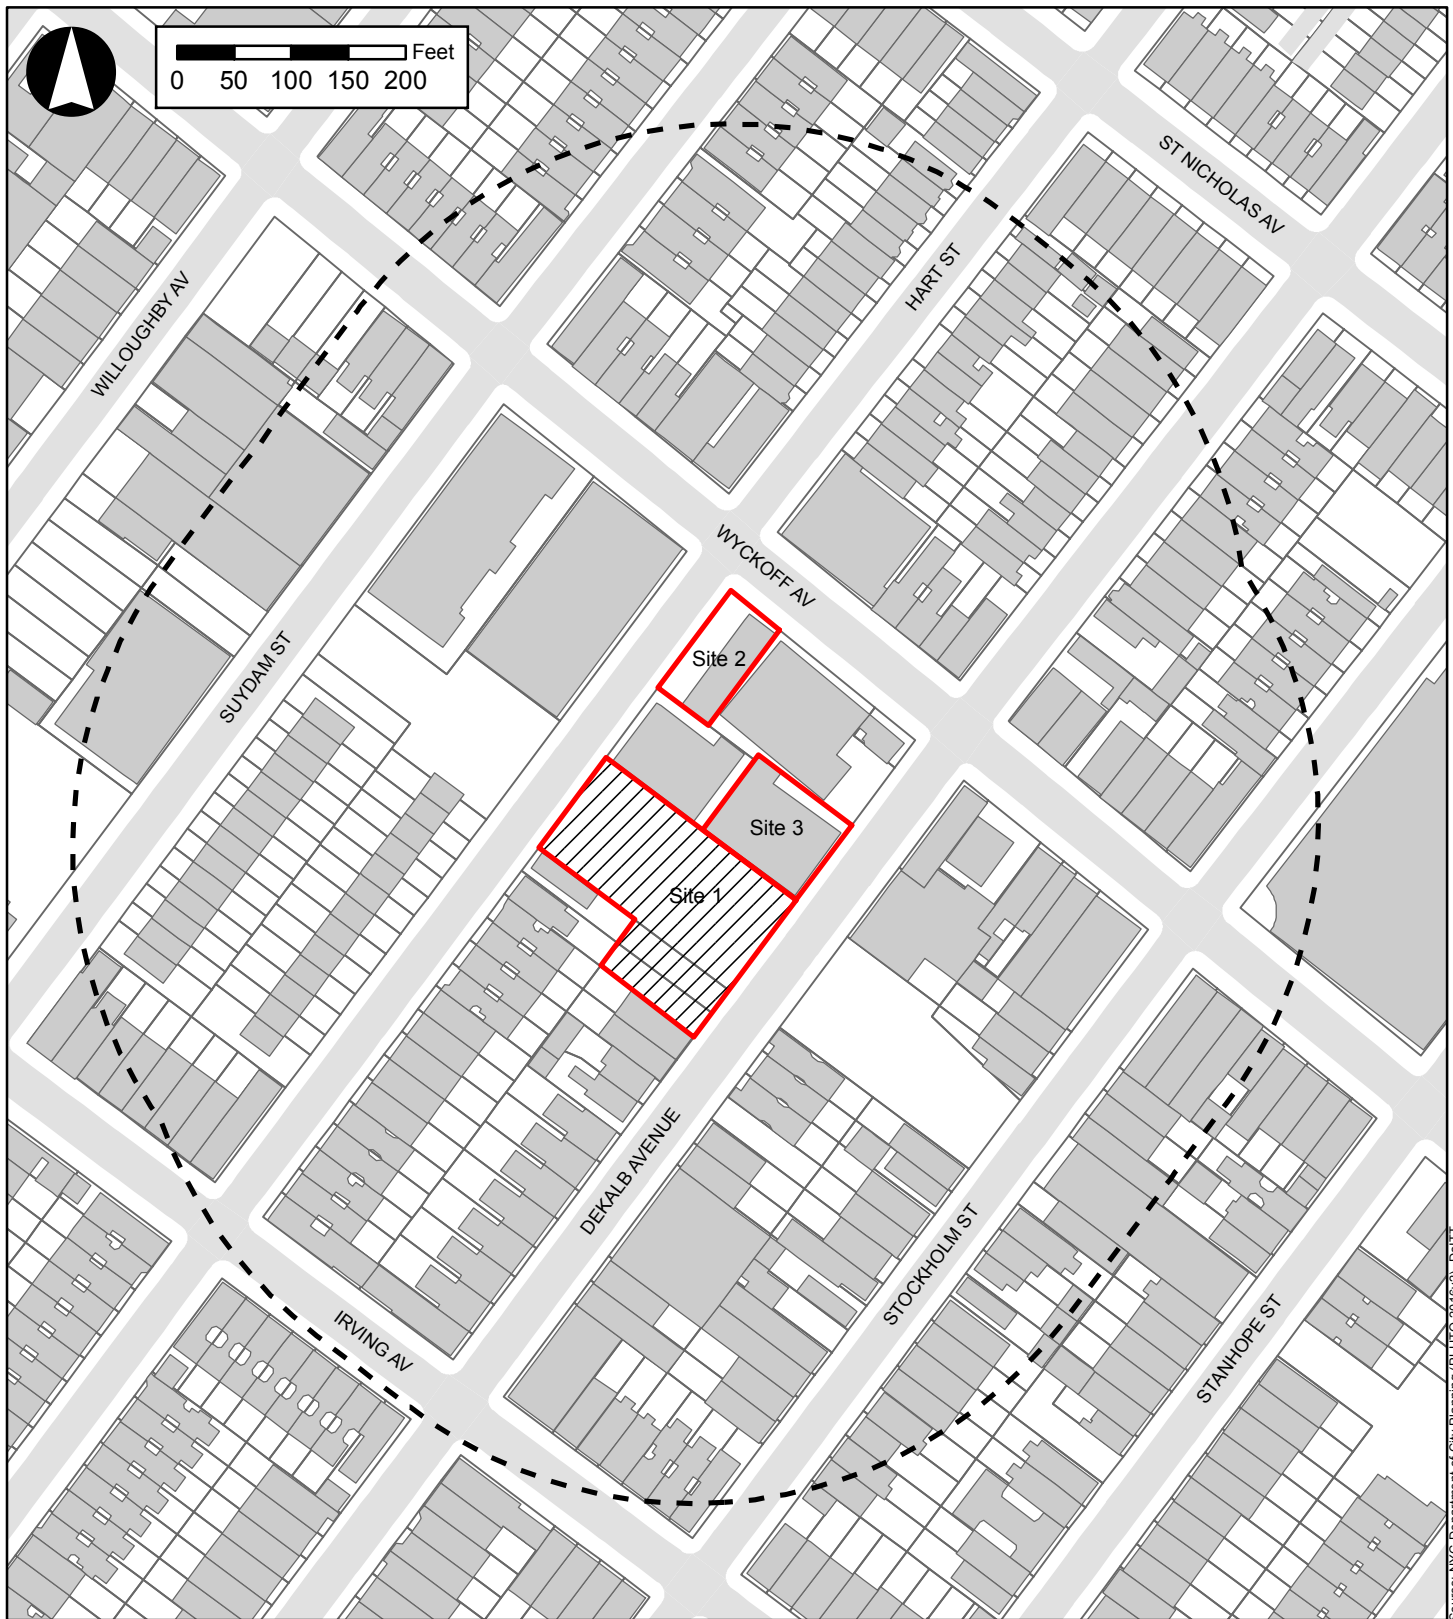 Feet
0 50 100 150 200
ST NICHOLAS AV
HART ST
WILLOUGHBY AV
WYCKOFF AV
Site 2
SUYDAM ST
Site 3
Site 1
DEKALB AVENUE
STOCKHOLM ST
IRVING AV
STANHOPE ST